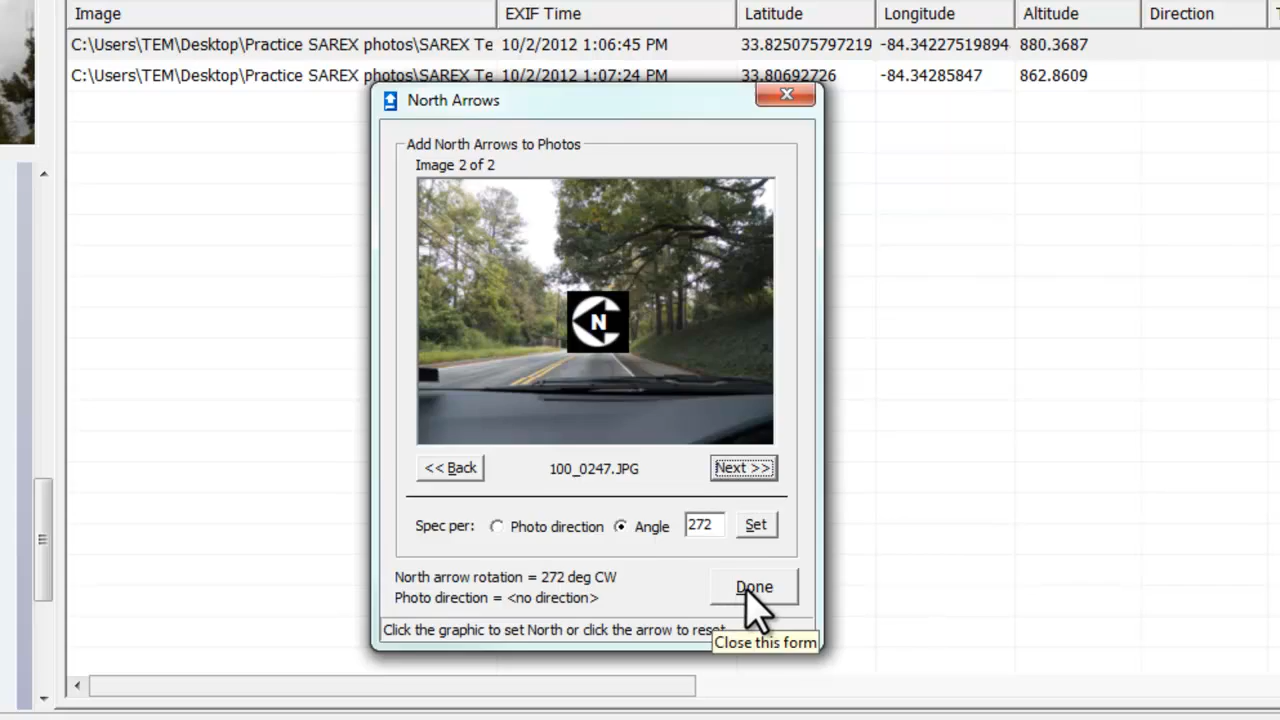 Image EXIF Time Latitude Longitude Altitude Direction
C:\Users\TEM\Desktop\Practice SAREX photos\SAREX Te 10/2/2012 1:06:45 PM 33.825075797219 -84.34227519894 880.3687
C:\Users\TEM\Desktop\Practice SAREX photos\SAREX Te 10/2/2012 1:07:24 PM 33.80692726 -84.34285847 862.8609
North Arrows
Add North Arrows to Photos
Image 2 of 2
N
<< Back 100_0247.JPG Next >>
Spec per: Photo direction Angle 272 Set
North arrow rotation = 272 deg CW
Photo direction = <no direction>
Done
Click the graphic to set North or click the arrow to reset
Close this form